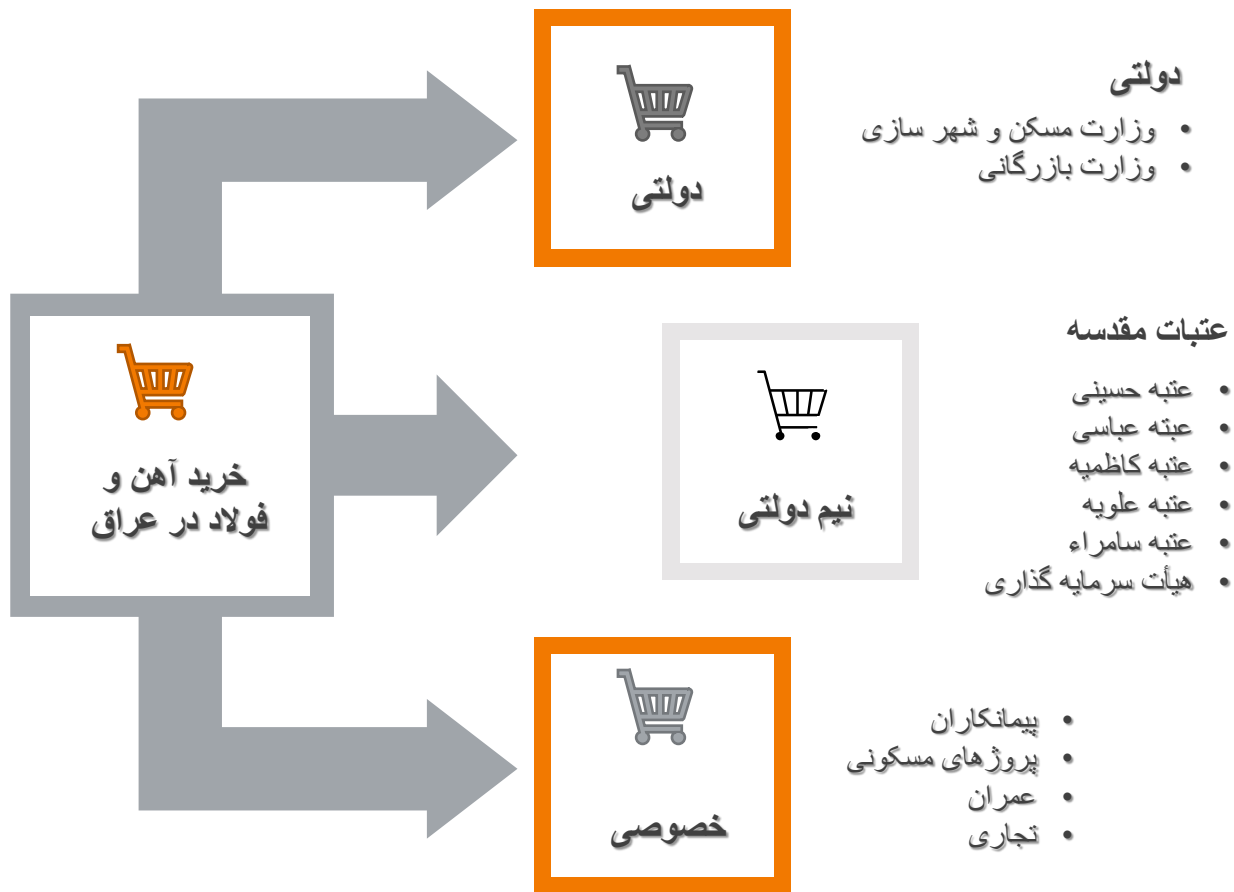 خرید آهن و
فولاد در عراق
دولتی
دولتی
• وزارت مسکن و شهر سازی
• وزارت بازرگانی
نیم دولتی
عتبات مقدسه
• عتبه حسینی
• عبته عباسی
• عتبه کاظمیه
• عتبه علویه
• عتبه سامراء
• هیأت سرمایه گذاری
خصوصی
• پیمانکاران
• پروژهای مسکونی
• عمران
• تجاری